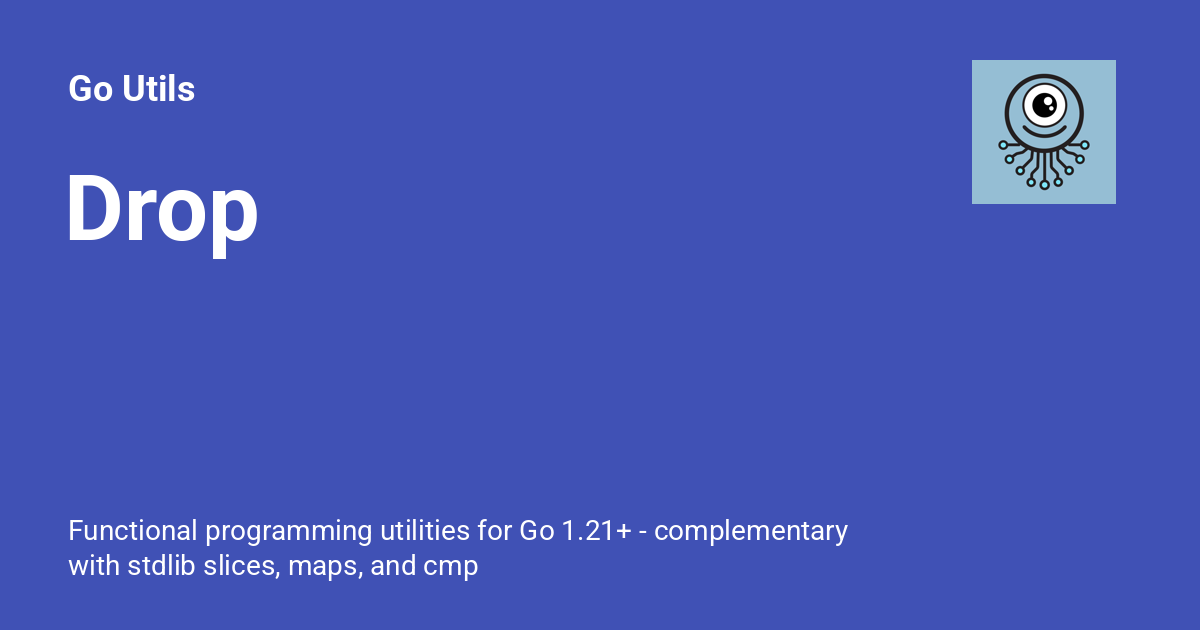 Go Utils
Drop
Functional programming utilities for Go 1.21+ - complementary
with stdlib slices, maps, and cmp